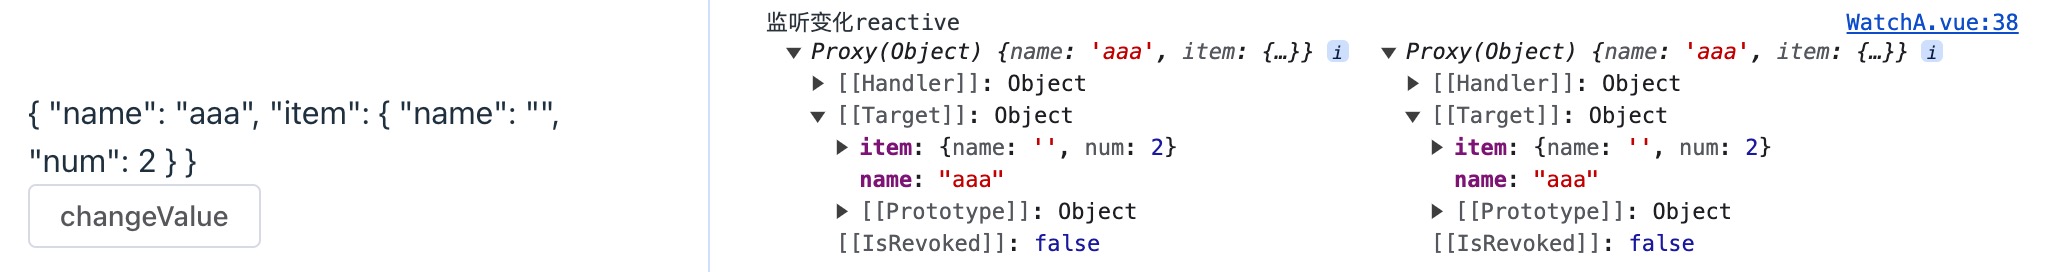 { "name": "aaa", "item": { "name": "",
"num": 2 } }
changeValue
监听变化reactive WatchA.vue:38
▼ Proxy(Object) {name: 'aaa', item: {…}} i ▼ Proxy(Object) {name: 'aaa', item: {…}} i
▶ [[Handler]]: Object ▶ [[Handler]]: Object
▼ [[Target]]: Object ▼ [[Target]]: Object
▶ item: {name: '', num: 2} ▶ item: {name: '', num: 2}
name: "aaa" name: "aaa"
▶ [[Prototype]]: Object ▶ [[Prototype]]: Object
[[IsRevoked]]: false [[IsRevoked]]: false